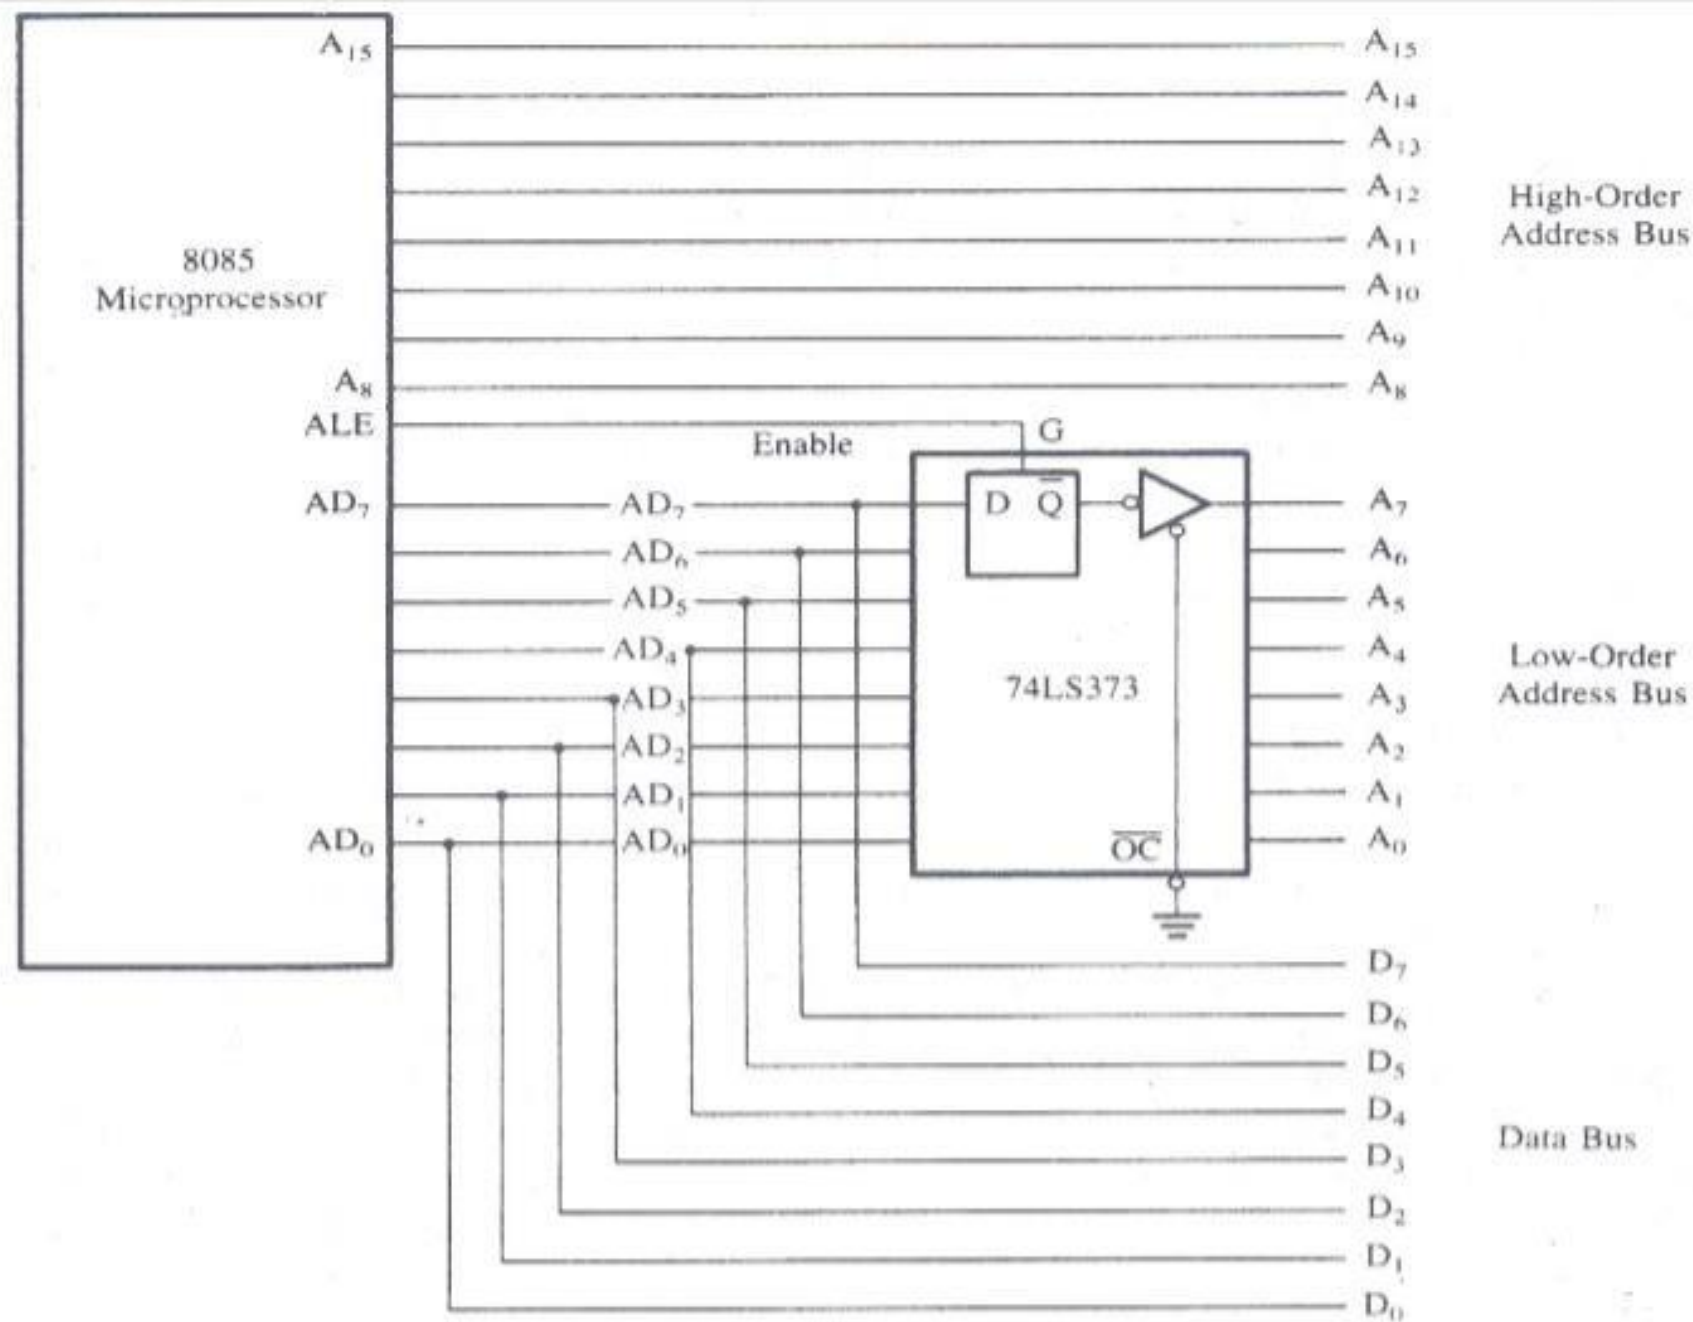 A₁₅
A₁₅
A₁₄
A₁₃
A₁₂
High-Order
Address Bus
A₁₁
8085
Microprocessor
A₁₀
A₉
A₈
A₈
ALE
Enable
G
AD₇
AD₇
D Q̅
A₇
AD₆
A₆
AD₅
A₅
AD₄
A₄
Low-Order
Address Bus
74LS373
AD₃
A₃
AD₂
A₂
AD₁
A₁
AD₀
AD₀
O̅C̅
A₀
D₇
D₆
D₅
D₄
Data Bus
D₃
D₂
D₁
D₀